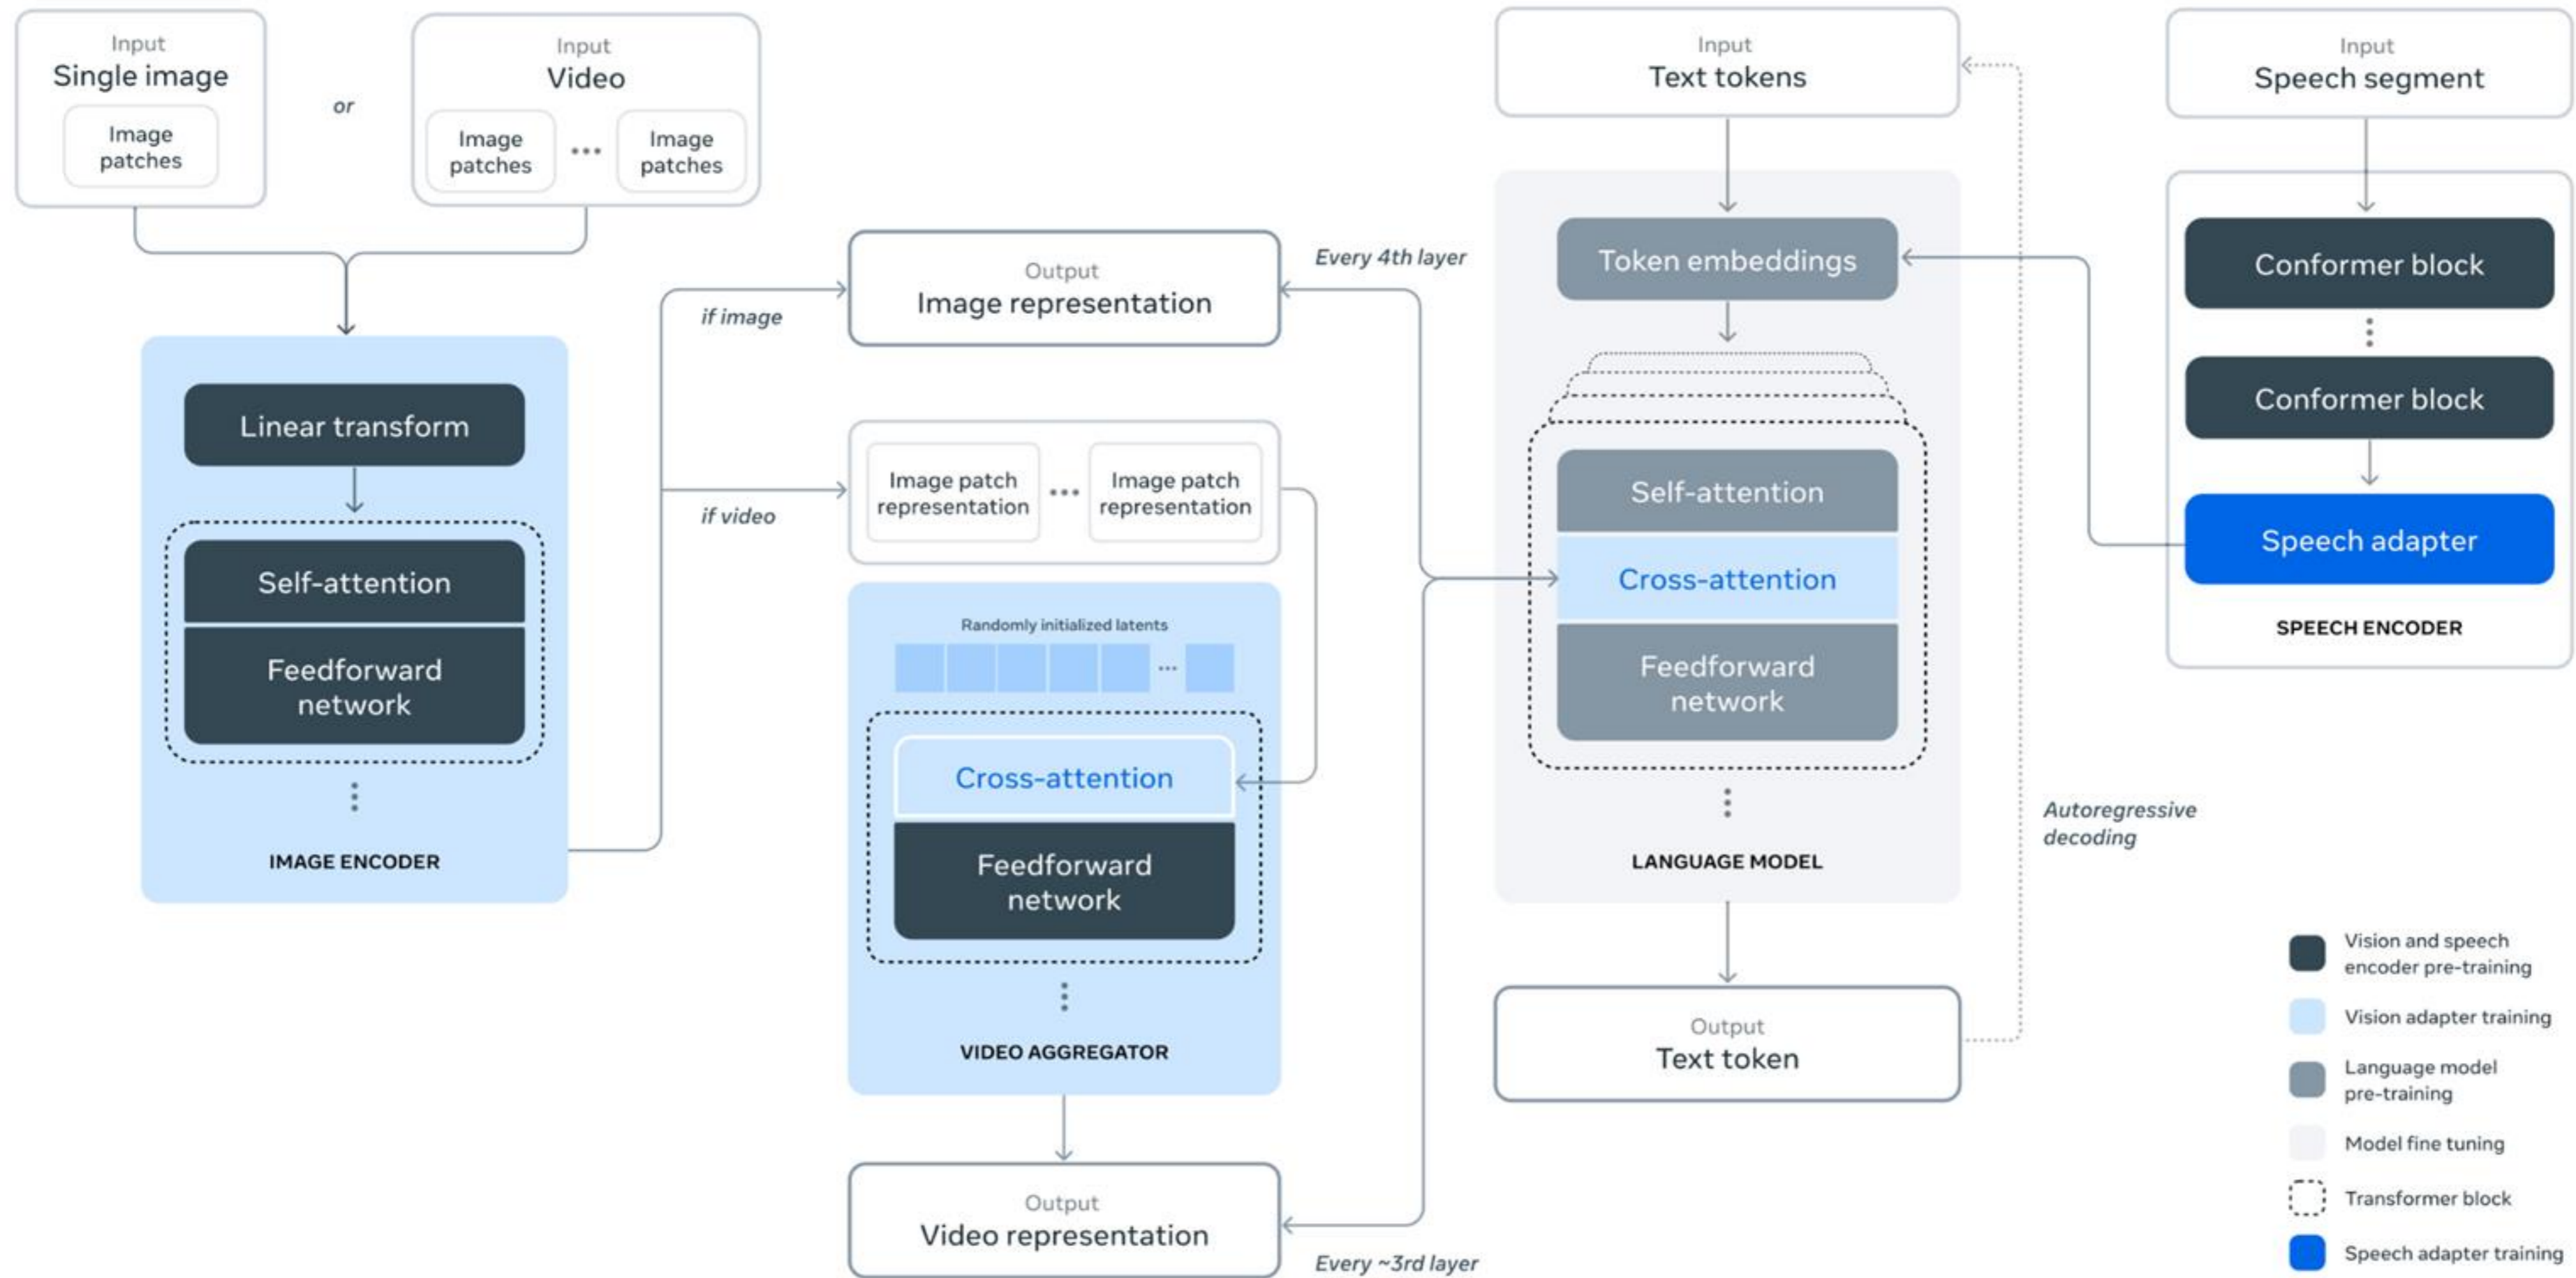 Input
Single image
Image
patches
or
Input
Video
Image
patches
...
Image
patches
Linear transform
Self-attention
Feedforward
network
IMAGE ENCODER
if image
if video
Output
Image representation
Image patch
representation
...
Image patch
representation
Randomly initialized latents
...
Cross-attention
Feedforward
network
VIDEO AGGREGATOR
Output
Video representation
Every 4th layer
Every ~3rd layer
Input
Text tokens
Token embeddings
Self-attention
Cross-attention
Feedforward
network
LANGUAGE MODEL
Output
Text token
Autoregressive
decoding
Input
Speech segment
Conformer block
Conformer block
Speech adapter
SPEECH ENCODER
Vision and speech
encoder pre-training
Vision adapter training
Language model
pre-training
Model fine tuning
Transformer block
Speech adapter training